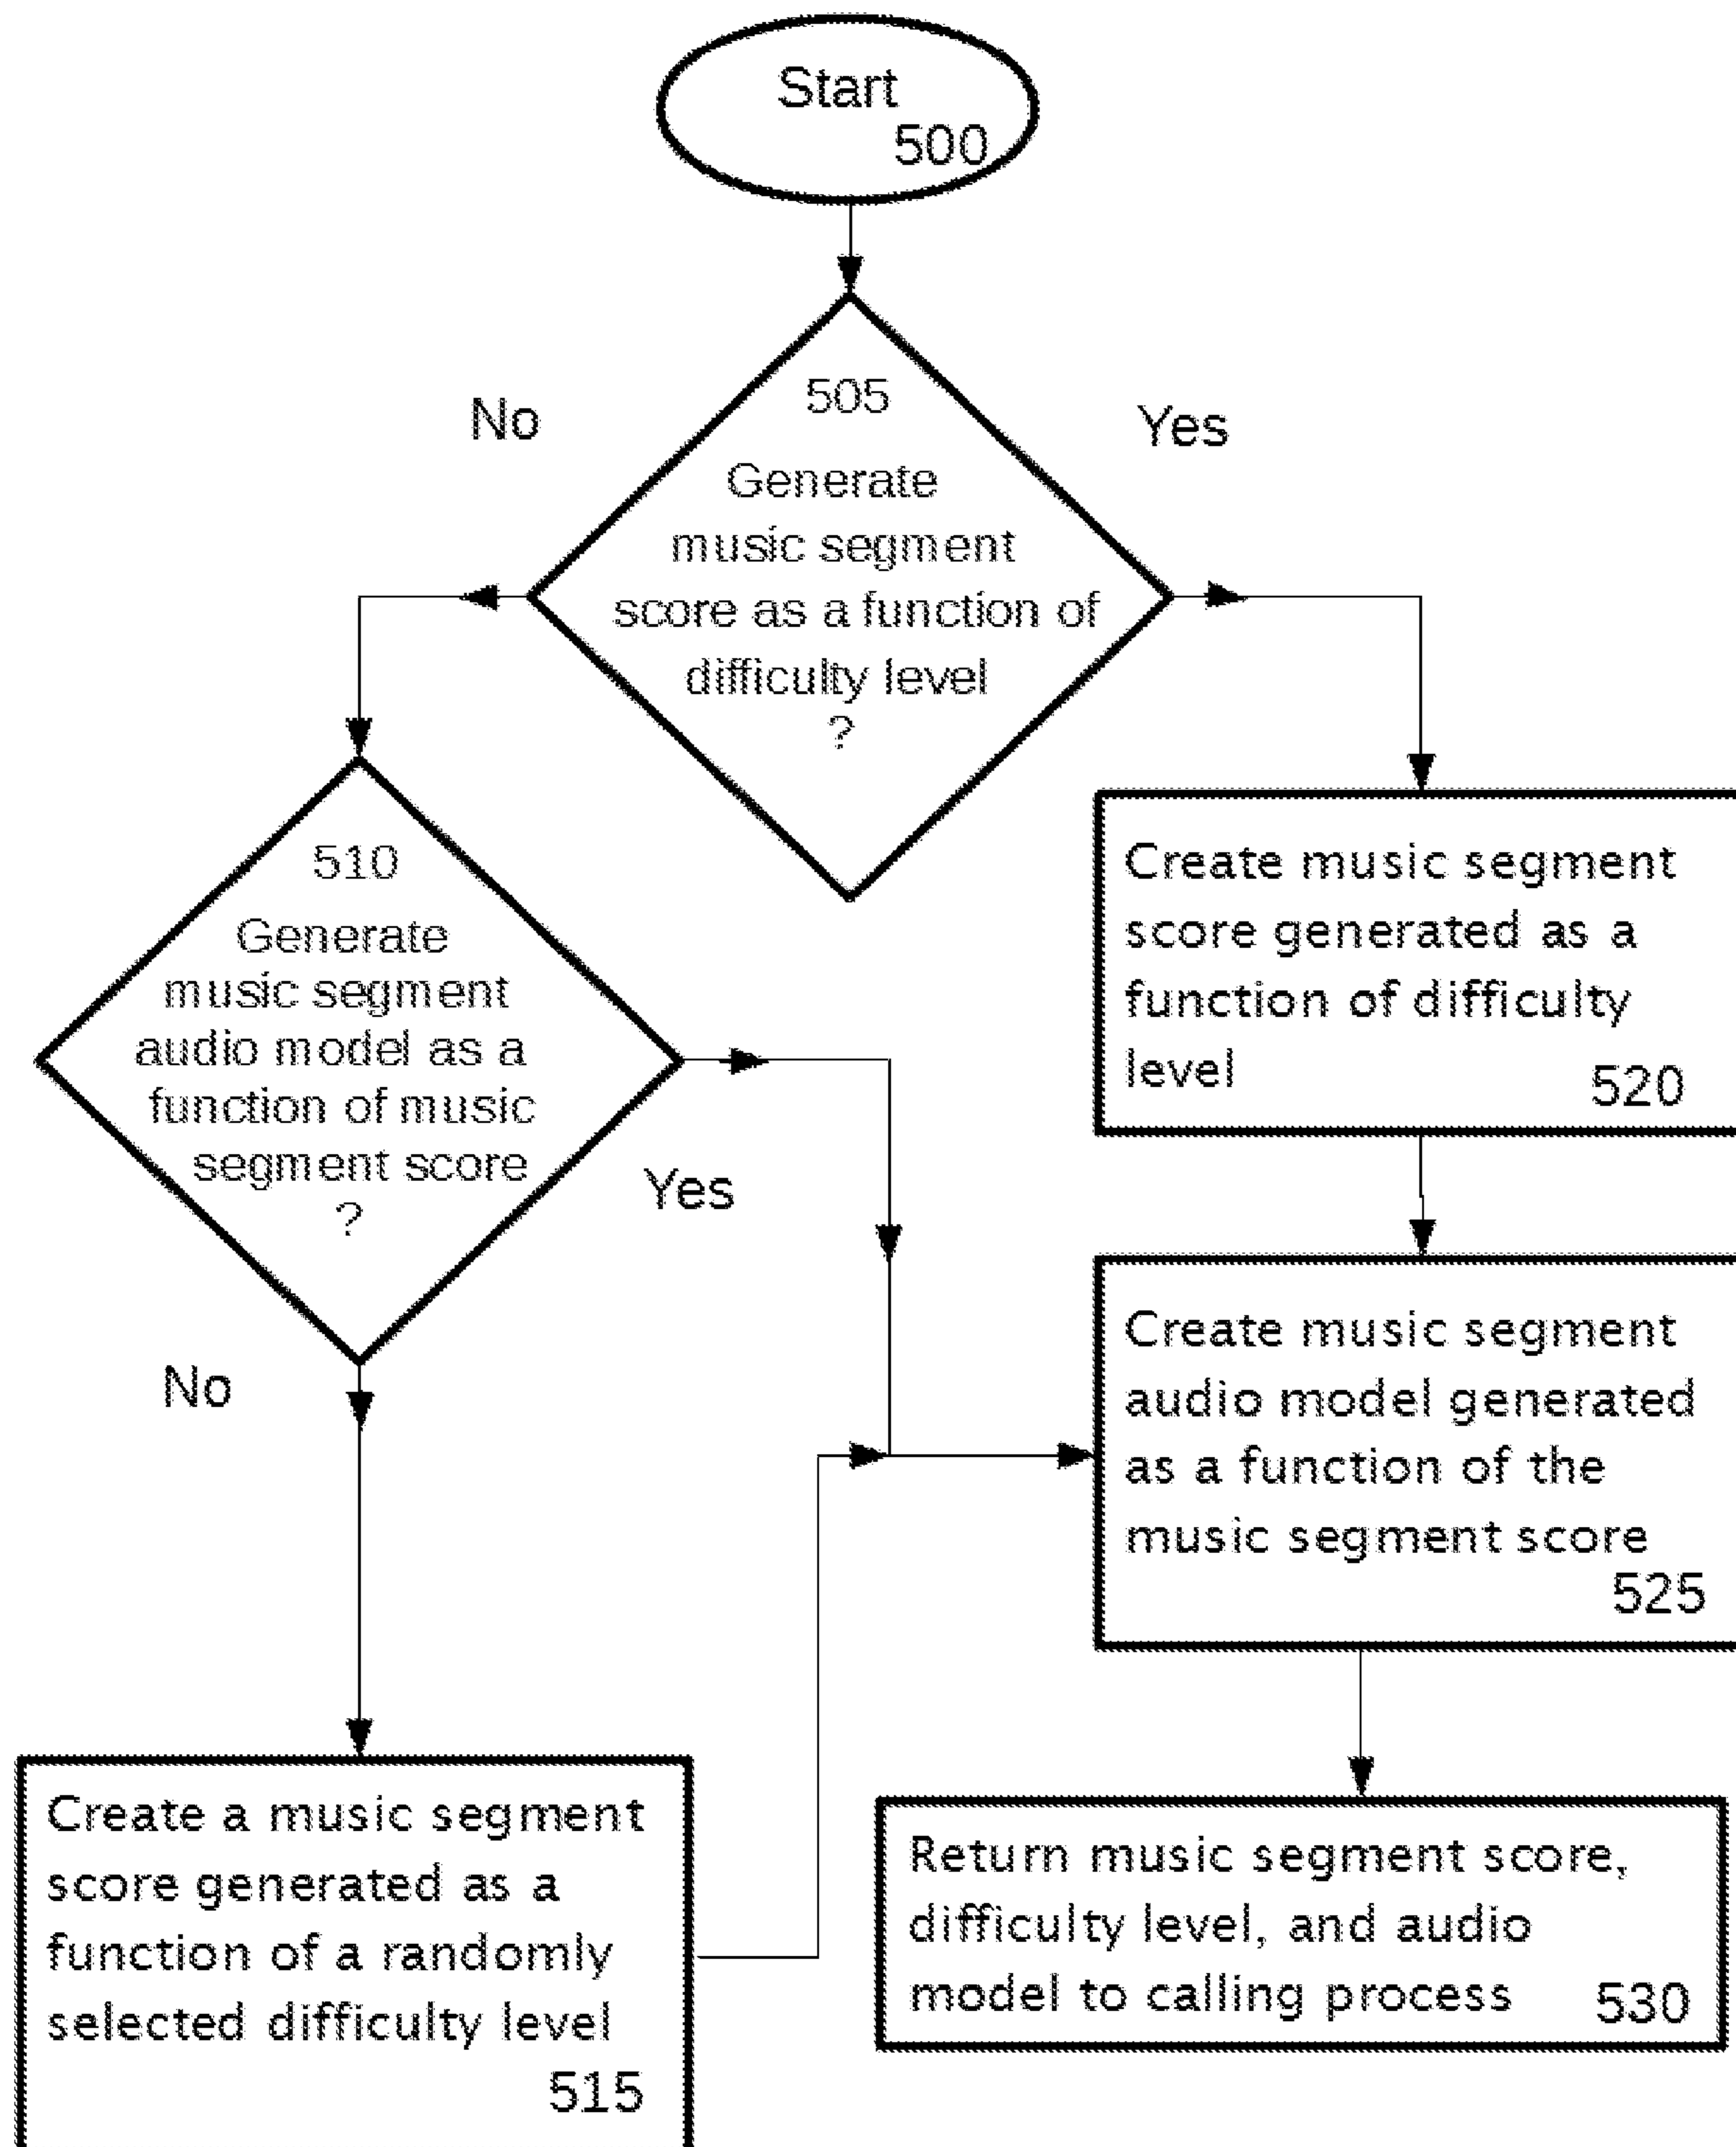 Start
500
No
Yes
505
Generate
music segment
score as a function of
difficulty level
?
510
Generate
music segment
audio model as a
function of music
segment score
?
Yes
No
Create music segment
score generated as a
function of difficulty
level
520
Create music segment
audio model generated
as a function of the
music segment score
525
Create a music segment
score generated as a
function of a randomly
selected difficulty level
515
Return music segment score,
difficulty level, and audio
model to calling process
530